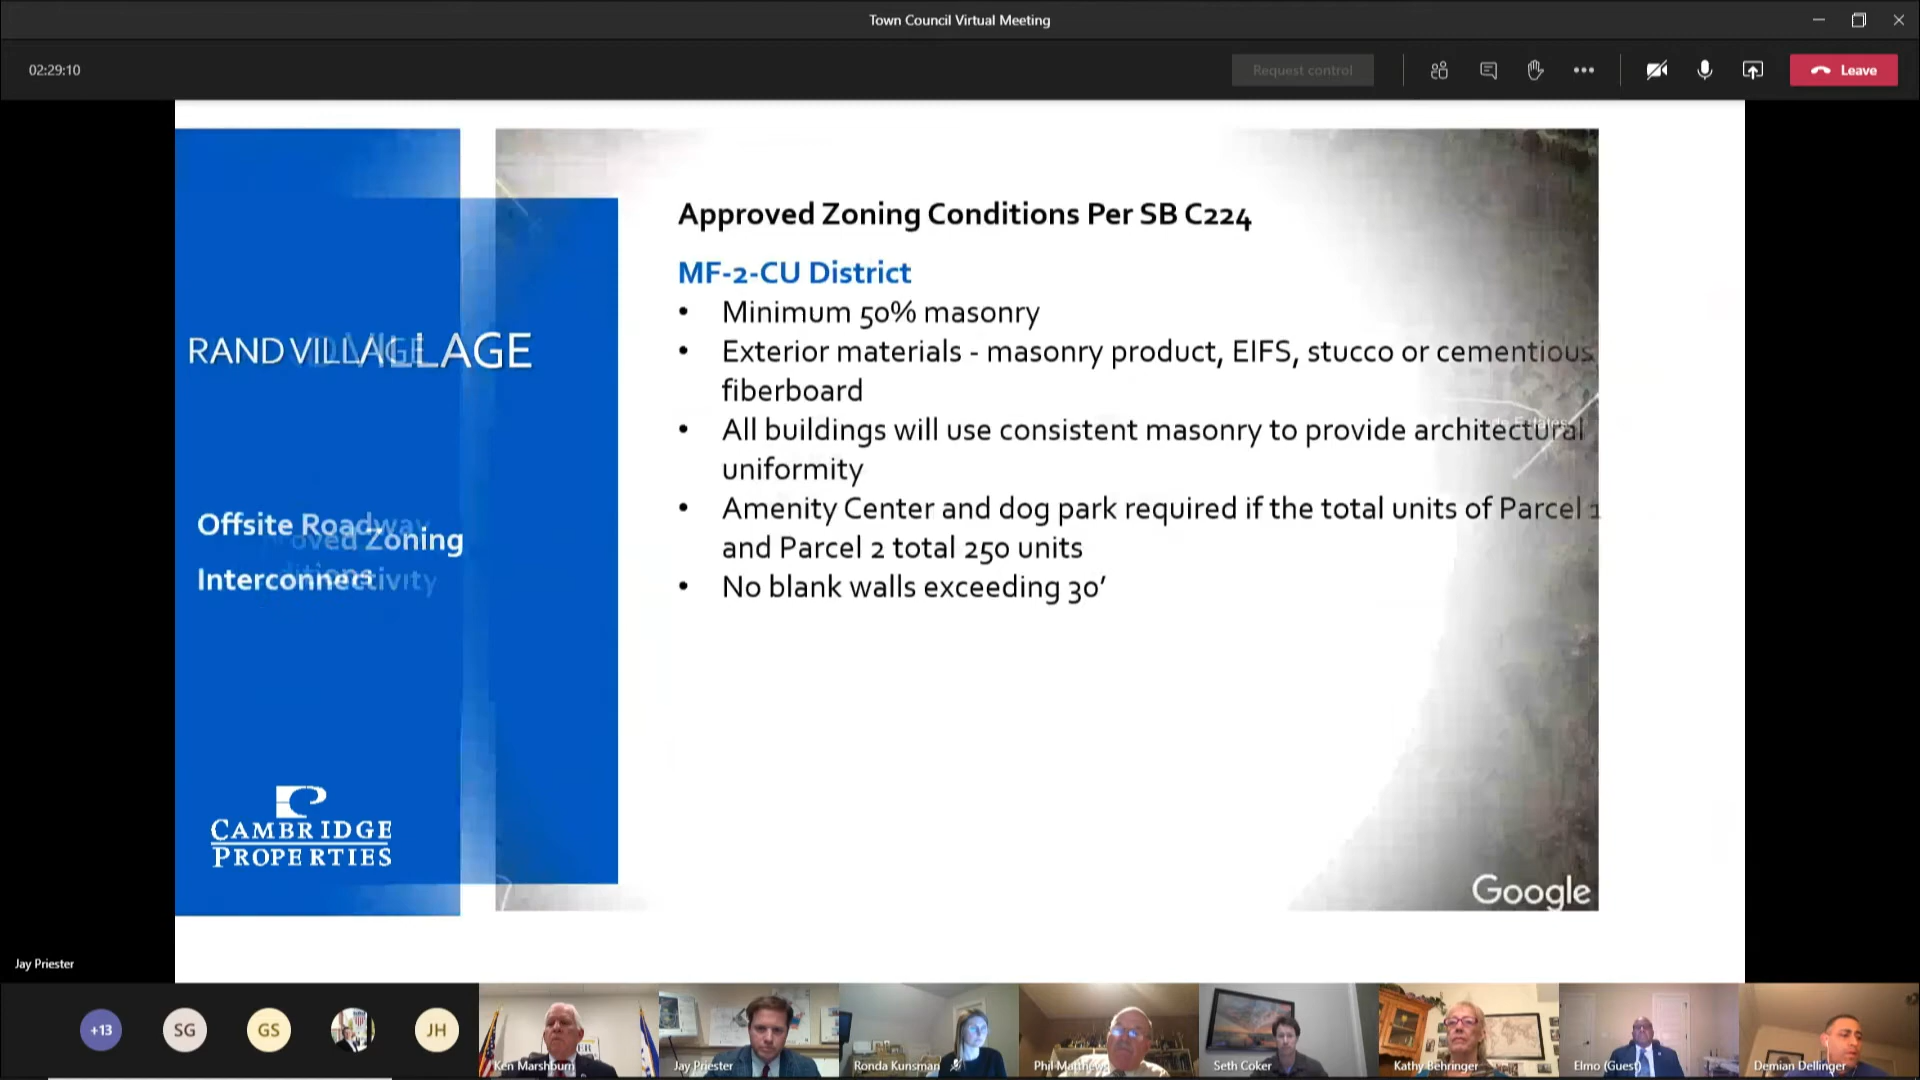 Town Council Virtual Meeting
02:29:10
Request control
Leave
Approved Zoning Conditions Per SB C224
MF-2-CU District
• Minimum 50% masonry
• Exterior materials - masonry product, EIFS, stucco or cementious
fiberboard
• All buildings will use consistent masonry to provide architectural
uniformity
• Amenity Center and dog park required if the total units of Parcel 1
and Parcel 2 total 250 units
• No blank walls exceeding 30'
RAND VILLAGE
Offsite Roadway
Zoning
Interconnectivity
CAMBRIDGE
PROPERTIES
Google
Jay Priester
+13
SG
GS
JH
Ken Marshburn
Jay Priester
Ronda Kunsman
Phil Matthews
Seth Coker
Kathy Behringer
Elmo (Guest)
Demian Dellinger